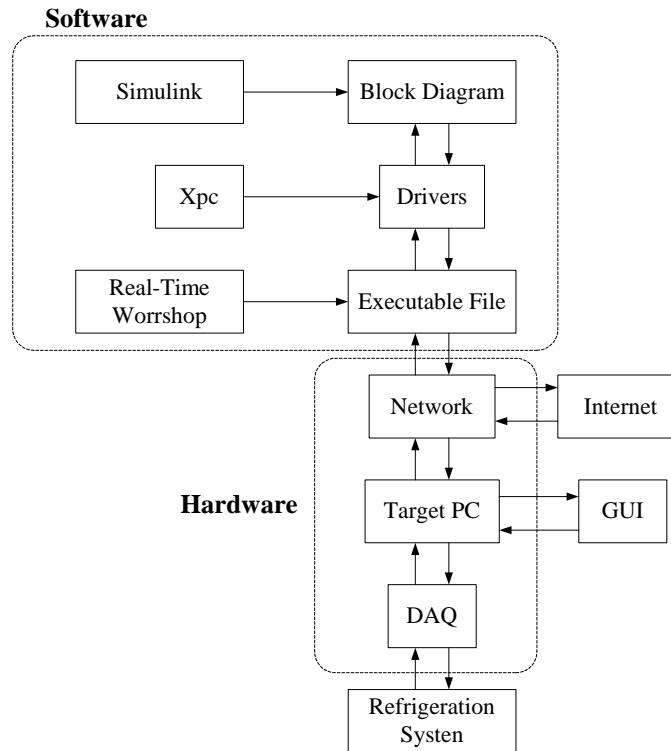 Software
Simulink
Block Diagram
Xpc
Drivers
Real-Time
Worrshop
Executable File
Network
Internet
Hardware
Target PC
GUI
DAQ
Refrigeration
Systen